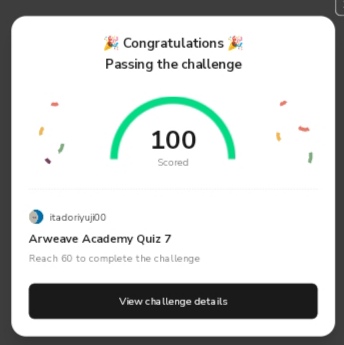 🎉 Congratulations 🎉
Passing the challenge
100
Scored
itadoriyuji00
Arweave Academy Quiz 7
Reach 60 to complete the challenge
View challenge details